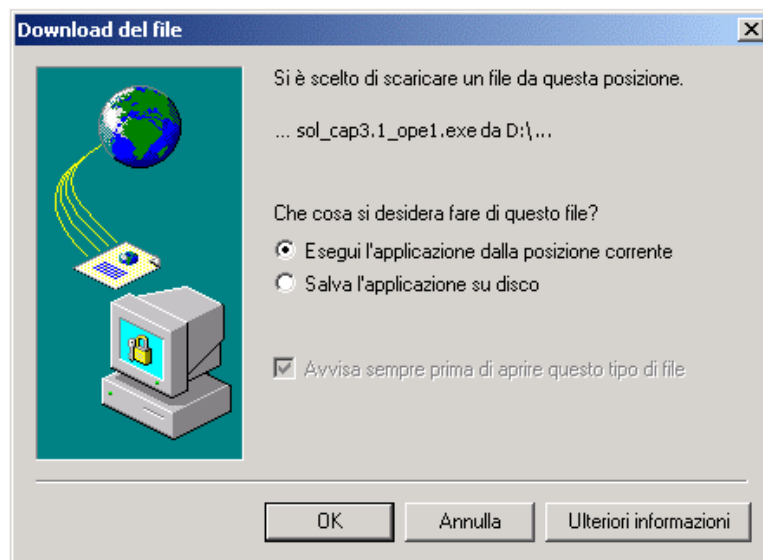 Download del file
Si è scelto di scaricare un file da questa posizione.
... sol_cap3.1_ope1.exe da D:\...
Che cosa si desidera fare di questo file?
Esegui l'applicazione dalla posizione corrente
Salva l'applicazione su disco
Avvisa sempre prima di aprire questo tipo di file
OK
Annulla
Ulteriori informazioni